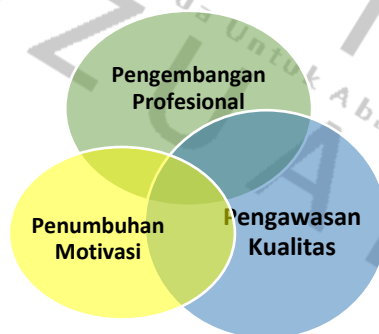 Pengembangan
Profesional
Penumbuhan
Motivasi
Pengawasan
Kualitas